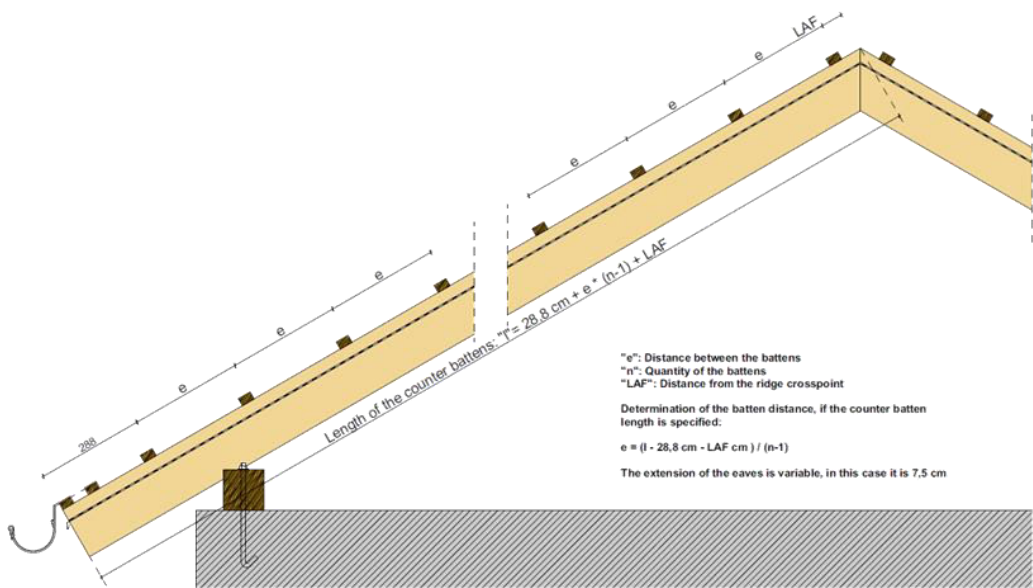 LAF
e
e
e
e
e
e
288
Length of the counter battens: "l"= 28,8 cm + e * (n-1) + LAF
"e": Distance between the battens
"n": Quantity of the battens
"LAF": Distance from the ridge crosspoint
Determination of the batten distance, if the counter batten
length is specified:
e = (l - 28,8 cm - LAF cm ) / (n-1)
The extension of the eaves is variable, in this case it is 7,5 cm